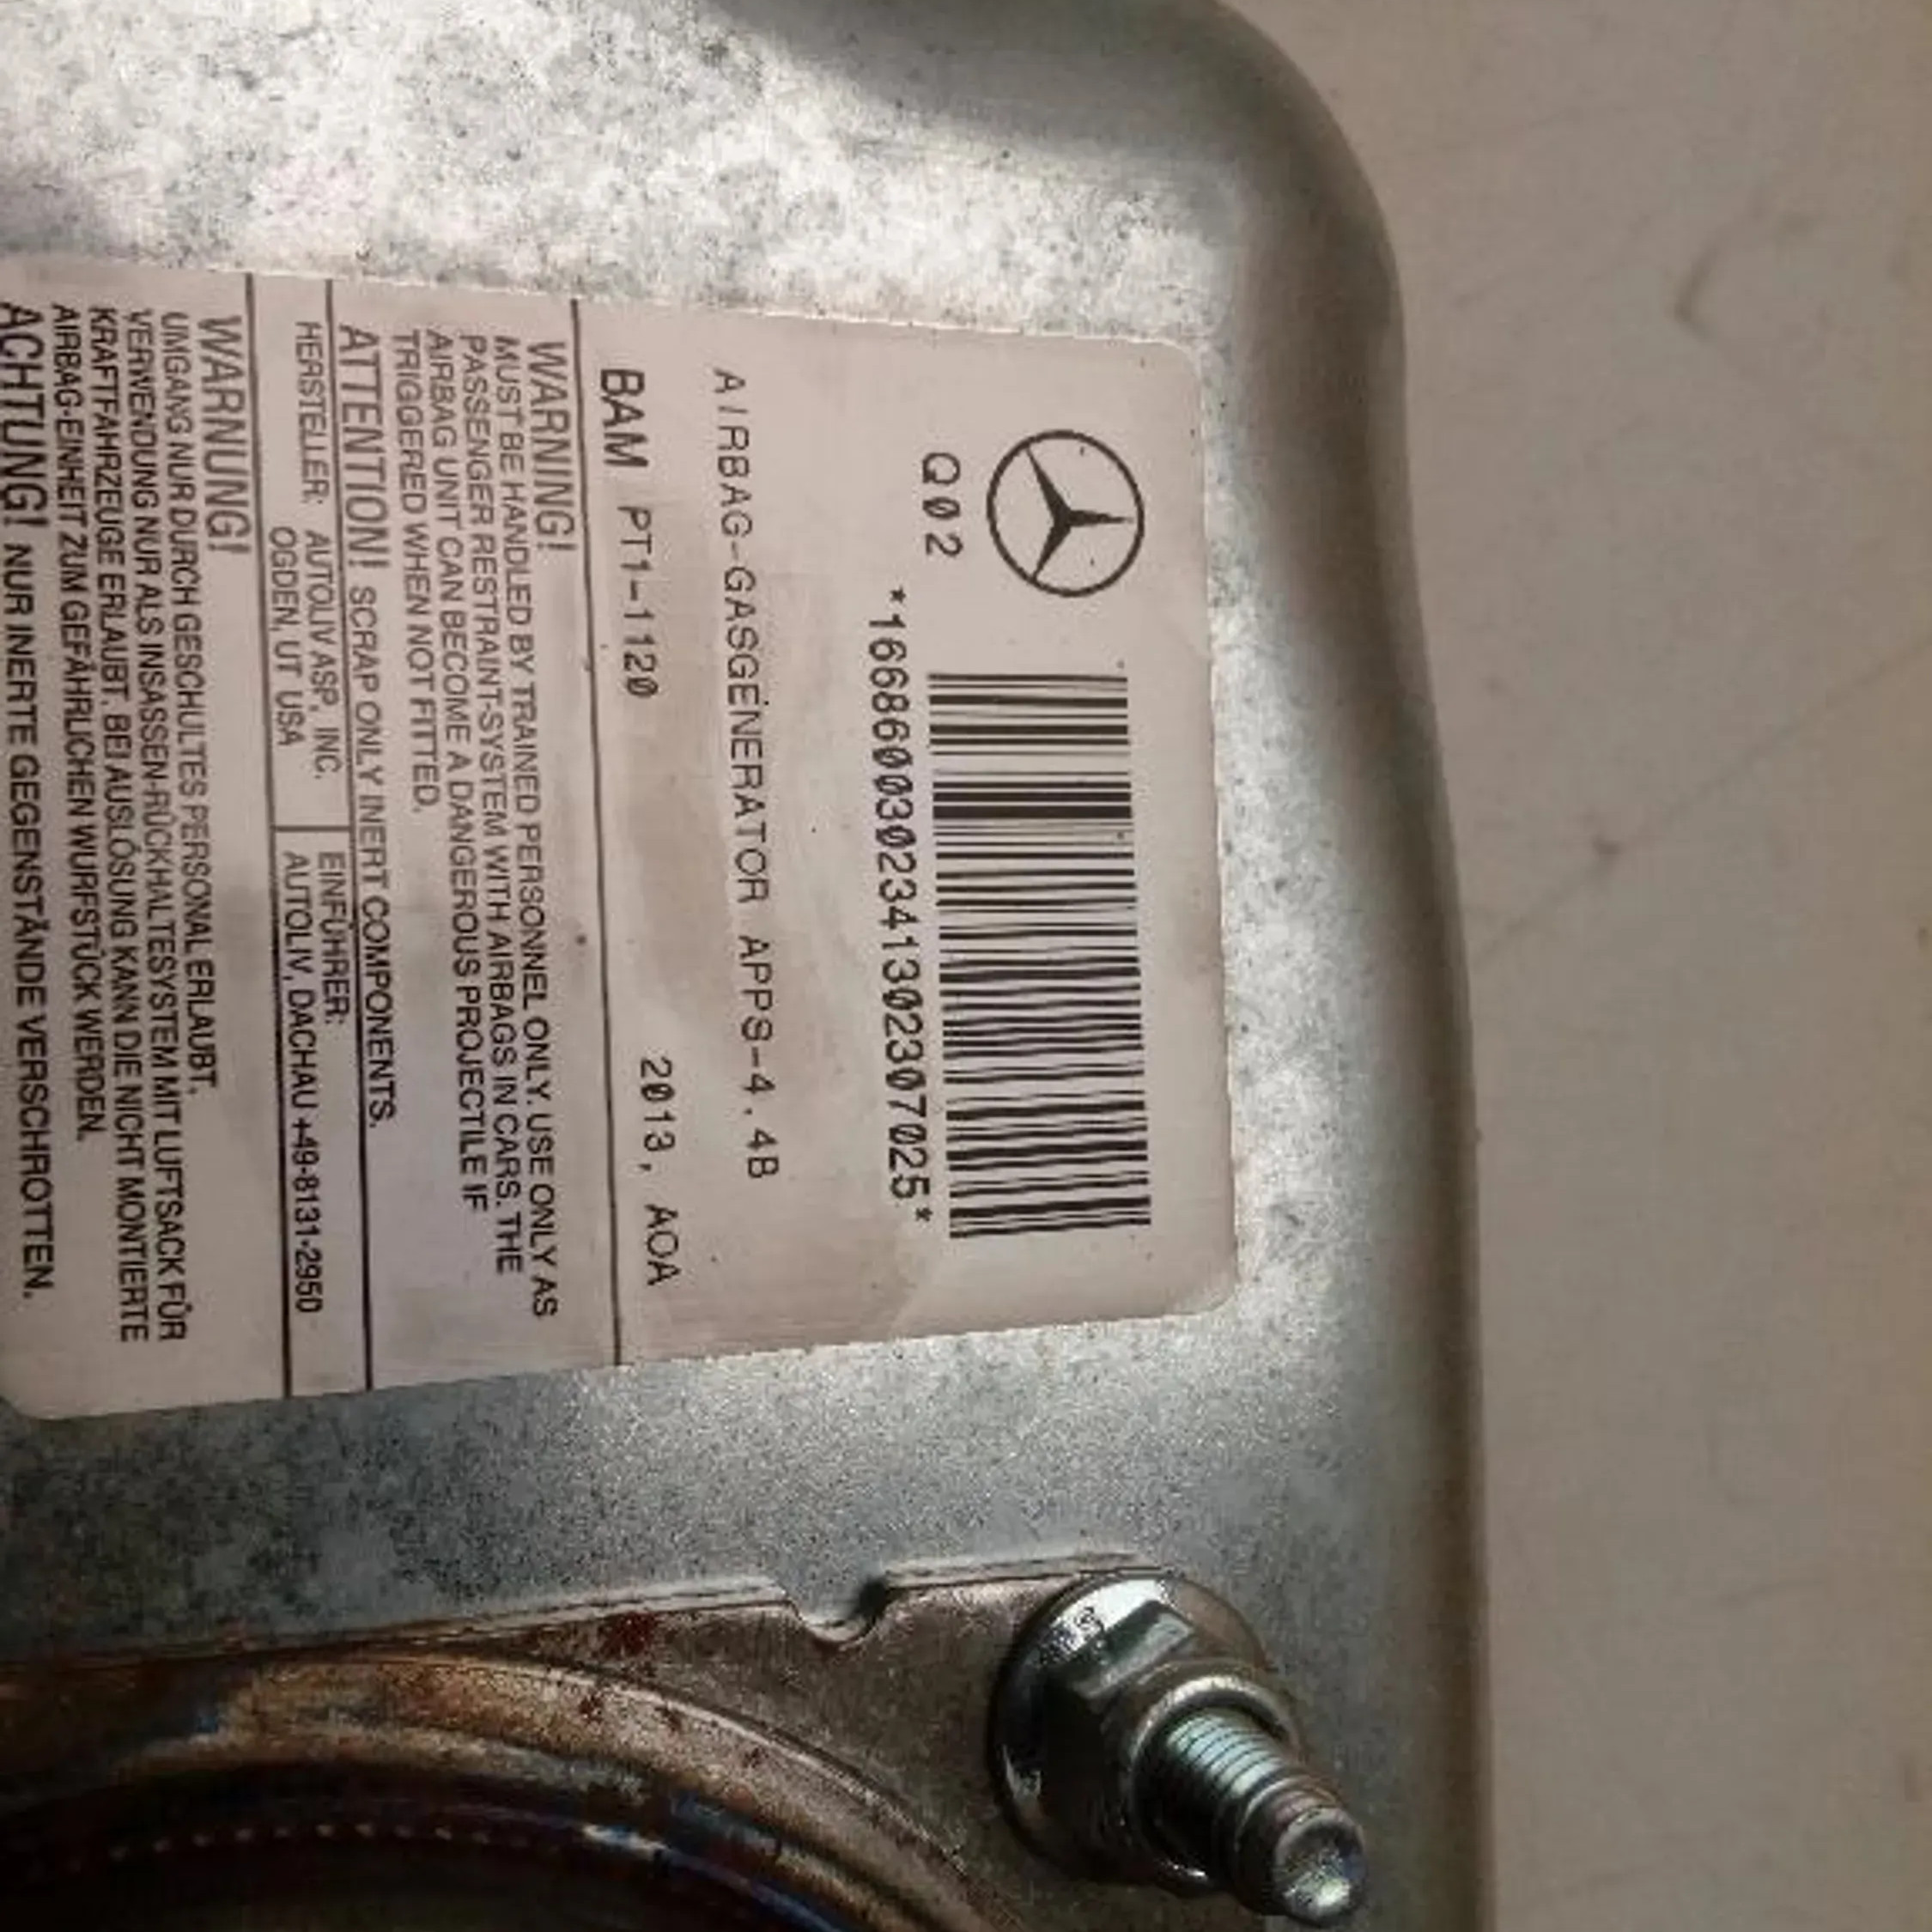 Q02
*1668600302341302307025*
AIRBAG-GASGENERATOR APPS-4.4B
BAM PT1-1120 2013, AOA
WARNING!
MUST BE HANDLED BY TRAINED PERSONNEL ONLY. USE ONLY AS
PASSENGER RESTRAINT-SYSTEM WITH AIRBAGS IN CARS. THE
AIRBAG UNIT CAN BECOME A DANGEROUS PROJECTILE IF
TRIGGERED WHEN NOT FITTED.
ATTENTION! SCRAP ONLY INERT COMPONENTS.
HERSTELLER: AUTOLIV ASP, INC.
OGDEN, UT USA
EINFÜHRER:
AUTOLIV, DACHAU +49-8131-2950
WARNUNG!
UMGANG NUR DURCH GESCHULTES PERSONAL ERLAUBT.
VERWENDUNG NUR ALS INSASSEN-RÜCKHALTESYSTEM MIT LUFTSACK FÜR
KRAFTFAHRZEUGE ERLAUBT. BEI AUSLÖSUNG KANN DIE NICHT MONTIERTE
AIRBAG-EINHEIT ZUM GEFÄHRLICHEN WURFSTÜCK WERDEN.
ACHTUNG! NUR INERTE GEGENSTÄNDE VERSCHROTTEN.